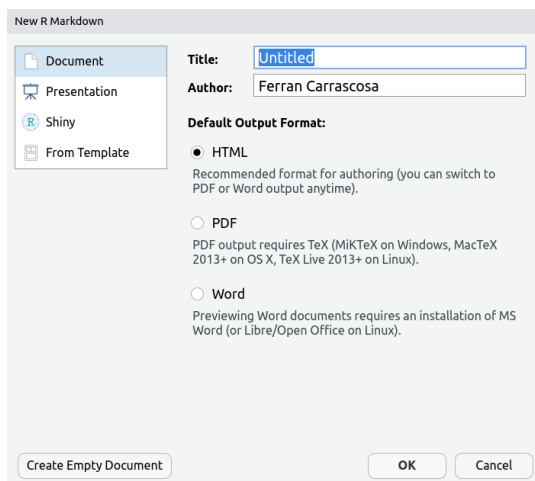 New R Markdown
Document
Presentation
R Shiny
From Template
Title: Untitled
Author: Ferran Carrascosa
Default Output Format:
HTML
Recommended format for authoring (you can switch to
PDF or Word output anytime).
PDF
PDF output requires TeX (MiKTeX on Windows, MacTeX
2013+ on OS X, TeX Live 2013+ on Linux).
Word
Previewing Word documents requires an installation of MS
Word (or Libre/Open Office on Linux).
Create Empty Document
OK
Cancel